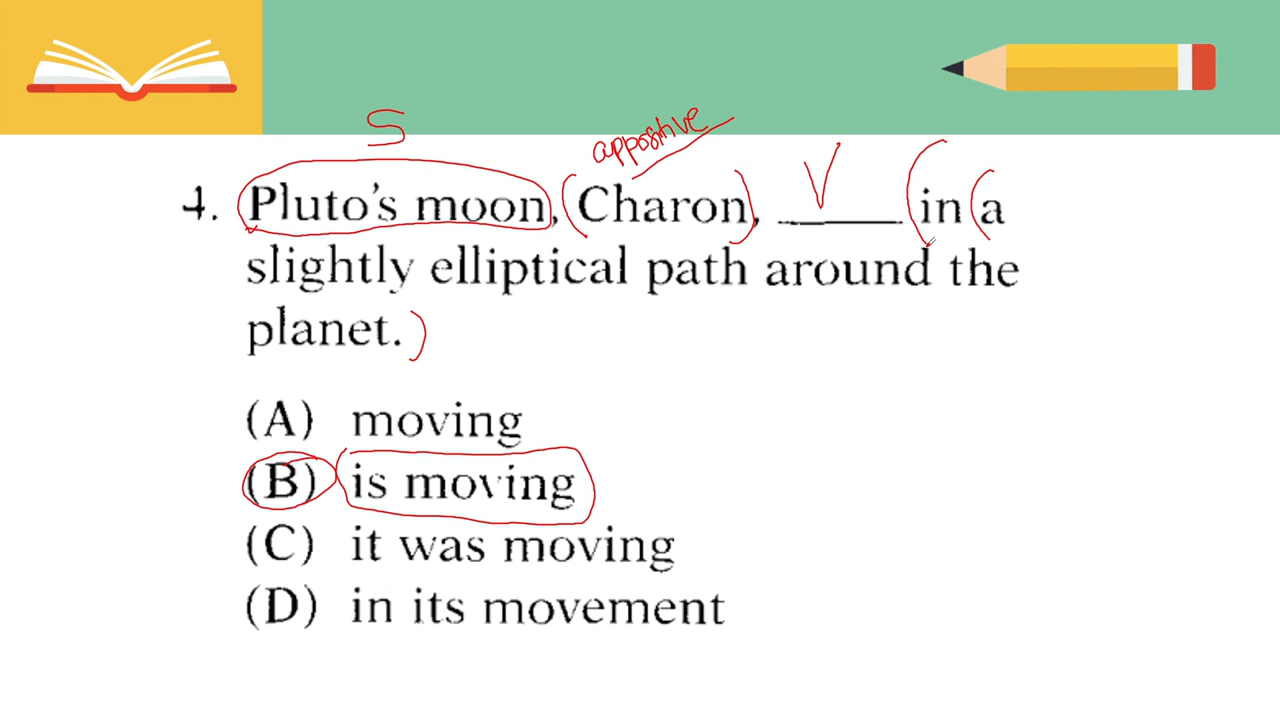 S
appositive
4. Pluto's moon, (Charon), ____ V (in (a
slightly elliptical path around the
planet.)
(A) moving
(B) is moving
(C) it was moving
(D) in its movement